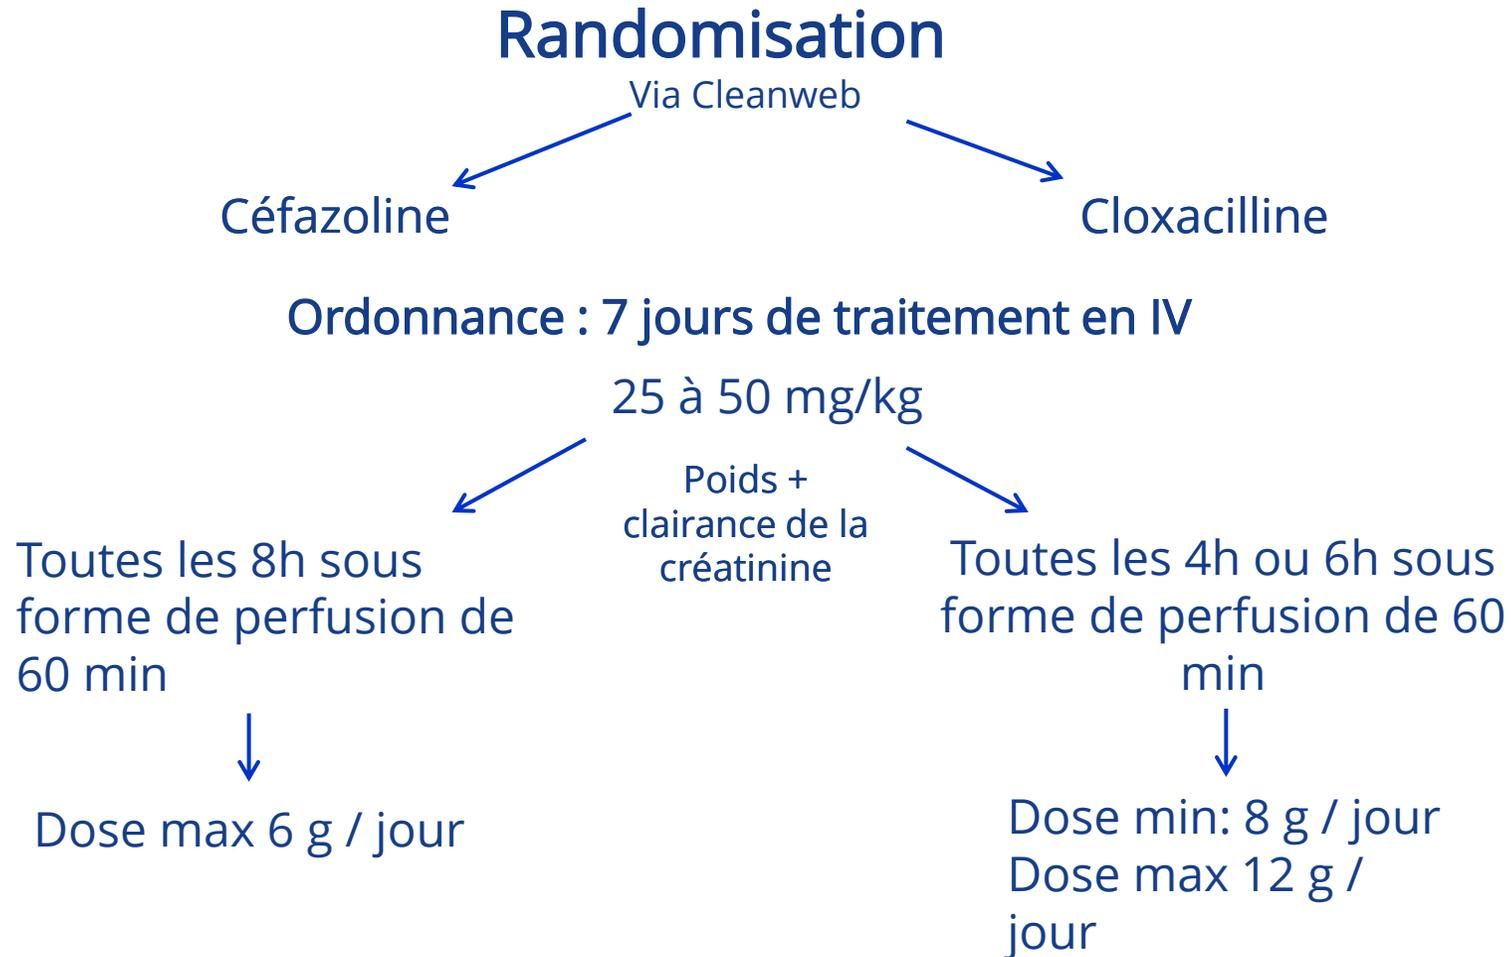 Randomisation
Via Cleanweb
Céfazoline
Cloxacilline
Ordonnance : 7 jours de traitement en IV
25 à 50 mg/kg
Poids +
clairance de la
créatinine
Toutes les 8h sous
forme de perfusion de
60 min
Toutes les 4h ou 6h sous
forme de perfusion de 60
min
Dose max 6 g / jour
Dose min: 8 g / jour
Dose max 12 g /
jour